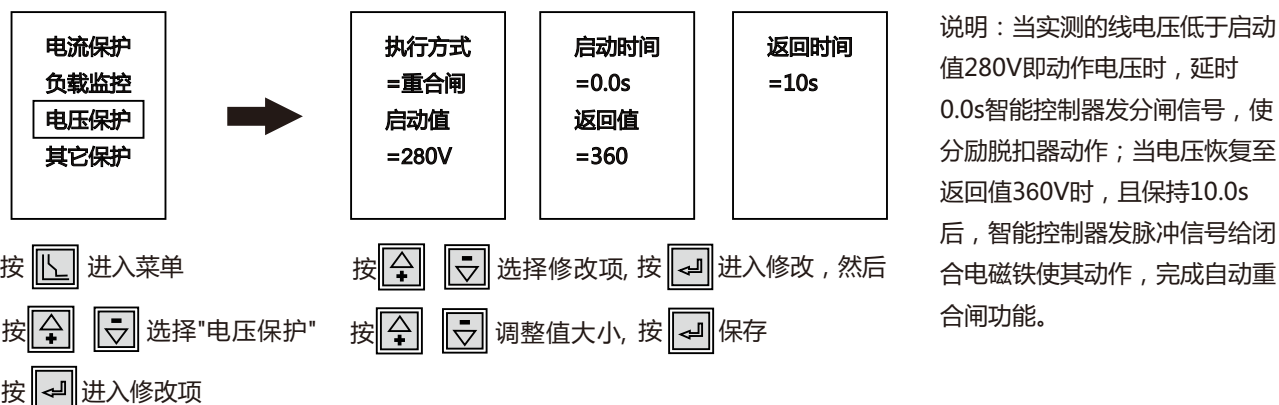 电流保护
负载监控
电压保护
其它保护
执行方式
=重合闸
启动值
=280V
启动时间
=0.0s
返回值
=360
返回时间
=10s
按 进入菜单
按 选择"电压保护"
按 进入修改项
按 选择修改项, 按 进入修改，然后
按 调整值大小, 按 保存
说明：当实测的线电压低于启动
值280V即动作电压时，延时
0.0s智能控制器发分闸信号，使
分励脱扣器动作；当电压恢复至
返回值360V时，且保持10.0s
后，智能控制器发脉冲信号给闭
合电磁铁使其动作，完成自动重
合闸功能。